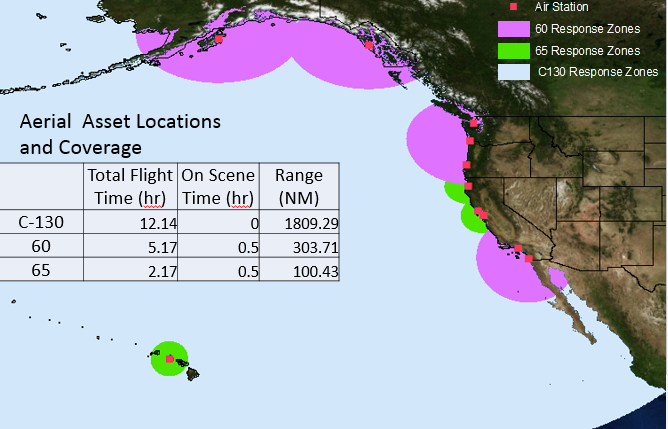 Air Station
60 Response Zones
65 Response Zones
C130 Response Zones
Aerial Asset Locations
and Coverage
Total Flight Time (hr) On Scene Time (hr) Range (NM)
C-130 12.14 0 1809.29
60 5.17 0.5 303.71
65 2.17 0.5 100.43